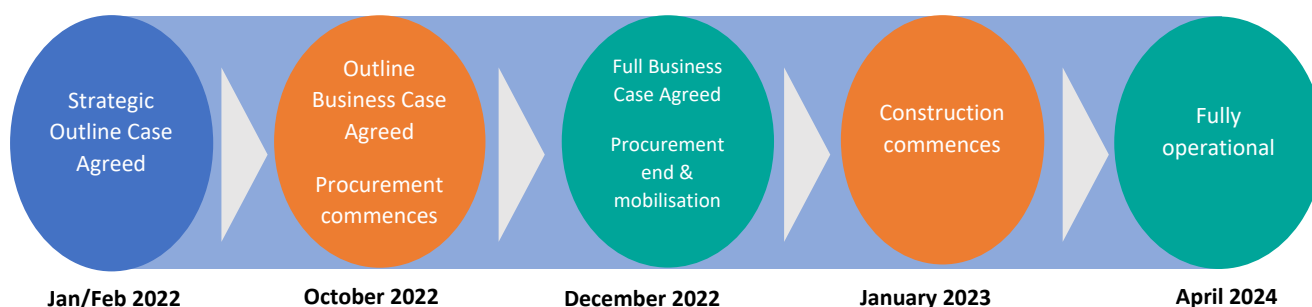 Strategic
Outline Case
Agreed
Outline
Business Case
Agreed
Procurement
commences
Full Business
Case Agreed
Procurement
end &
mobilisation
Construction
commences
Fully
operational
Jan/Feb 2022
October 2022
December 2022
January 2023
April 2024